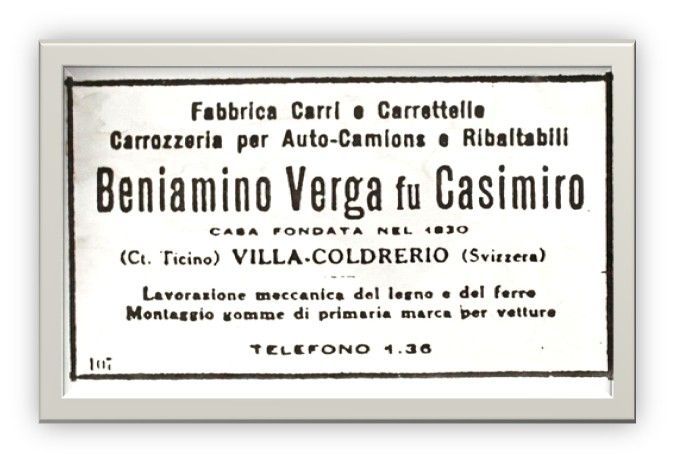 Fabbrica Carri e Carrettelle
Carrozzeria per Auto-Camions e Ribaltabili
Beniamino Verga fu Casimiro
CASA FONDATA NEL 1830
(Ct. Ticino) VILLA-COLDRERIO (Svizzera)
Lavorazione meccanica del legno e del ferro
Montaggio gomme di primaria marca per vetture
TELEFONO 1.36
107